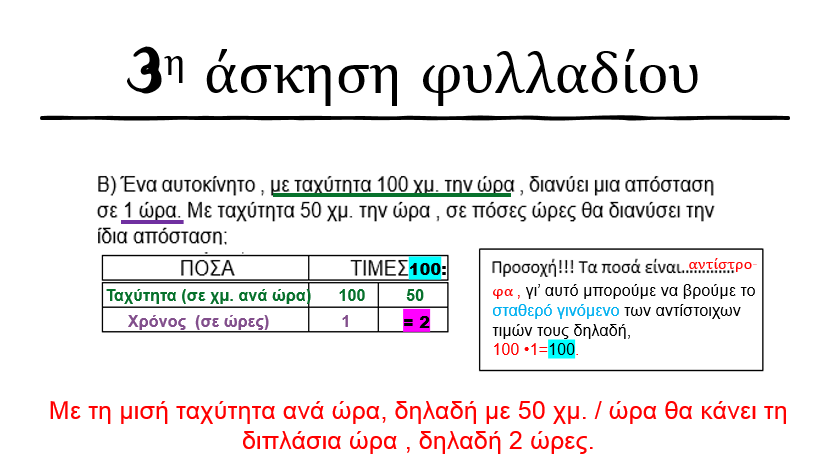 3η άσκηση φυλλαδίου
Β) Ένα αυτοκίνητο , με ταχύτητα 100 χμ. την ώρα , διανύει μια απόσταση
σε 1 ώρα. Με ταχύτητα 50 χμ. την ώρα , σε πόσες ώρες θα διανύσει την
ίδια απόσταση;
ΠΟΣΑ ΤΙΜΕΣ 100:
Ταχύτητα (σε χμ. ανά ώρα) 100 50
Χρόνος (σε ώρες) 1 = 2
Προσοχή!!! Τα ποσά είναι............αντίστρο-
φα , γι’ αυτό μπορούμε να βρούμε το
σταθερό γινόμενο των αντίστοιχων
τιμών τους δηλαδή,
100 •1=100.
Με τη μισή ταχύτητα ανά ώρα, δηλαδή με 50 χμ. / ώρα θα κάνει τη
διπλάσια ώρα , δηλαδή 2 ώρες.